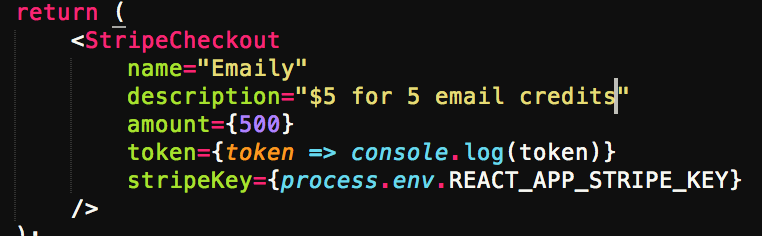 return (
<StripeCheckout
name="Emaily"
description="$5 for 5 email credits"
amount={500}
token={token => console.log(token)}
stripeKey={process.env.REACT_APP_STRIPE_KEY}
/>
);